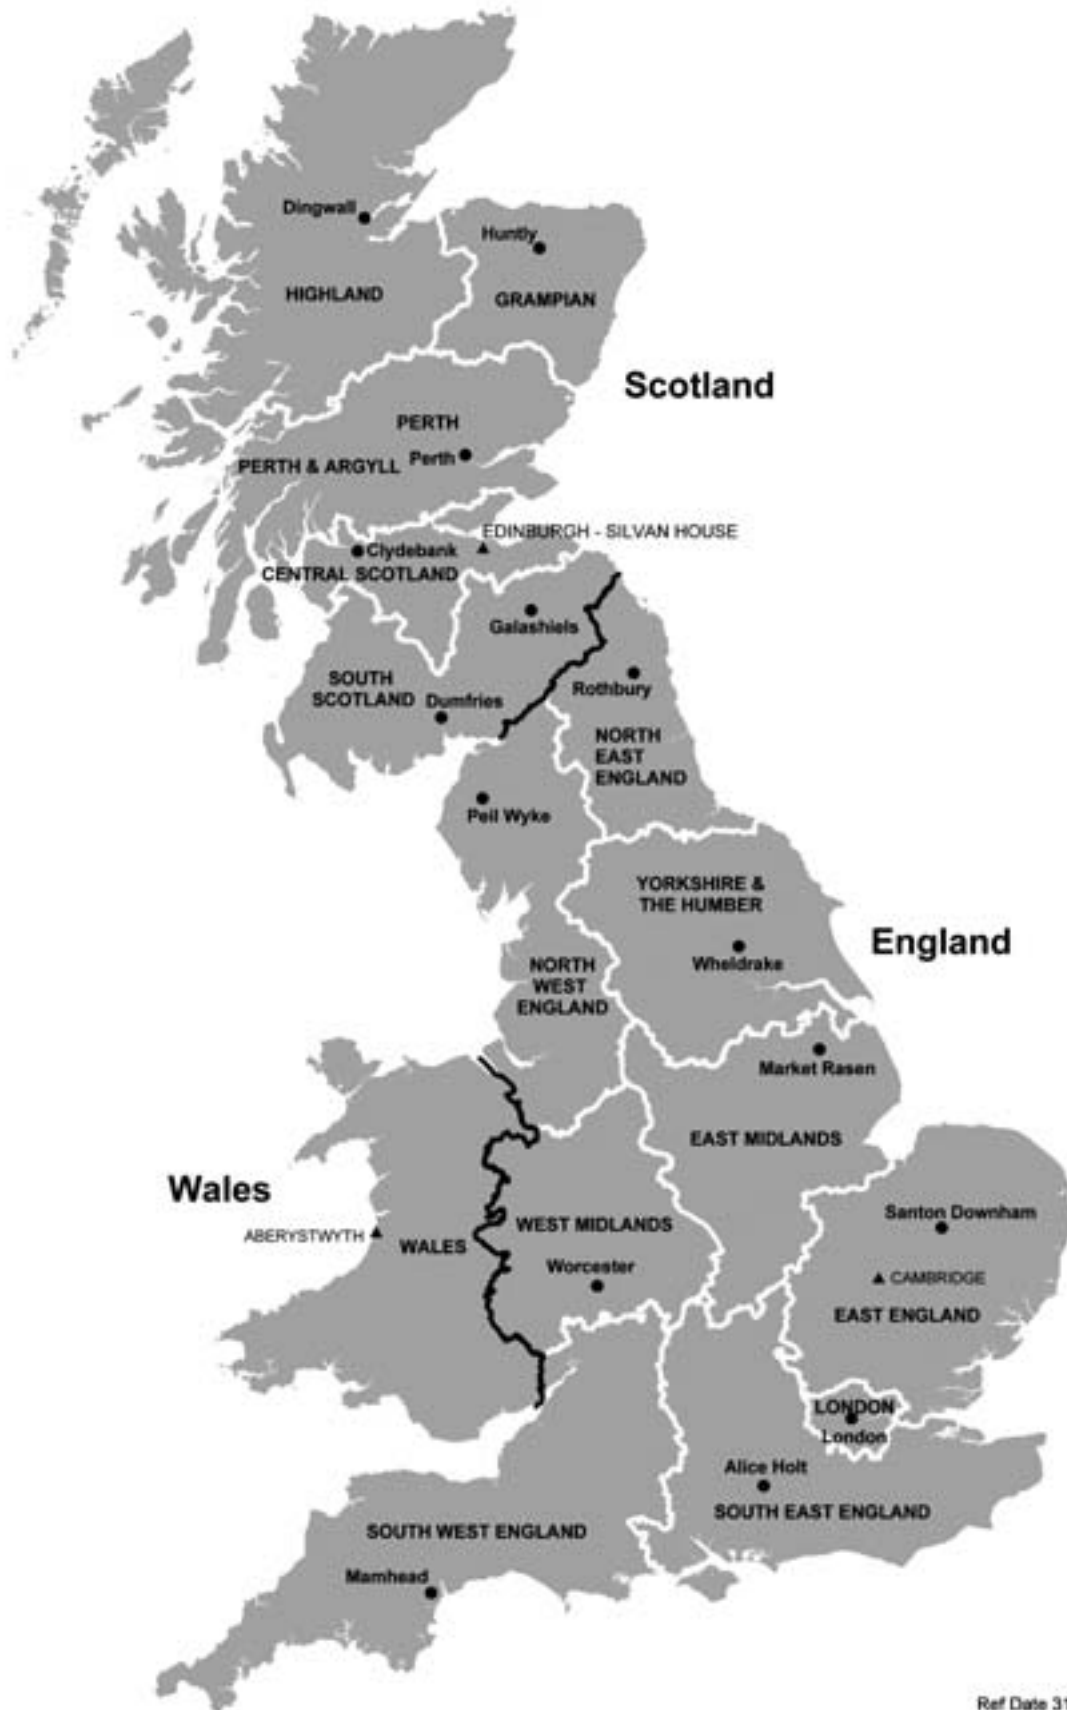 Dingwall
Huntly
HIGHLAND
GRAMPIAN
Scotland
PERTH
PERTH & ARGYLL
Perth
EDINBURGH - SILVAN HOUSE
Clydebank
CENTRAL SCOTLAND
Galashiels
SOUTH
SCOTLAND
Dumfries
Rothbury
NORTH
EAST
ENGLAND
Peil Wyke
YORKSHIRE &
THE HUMBER
England
Wheldrake
NORTH
WEST
ENGLAND
Market Rasen
EAST MIDLANDS
Wales
ABERYSTWYTH
WALES
WEST MIDLANDS
Worcester
Santon Downham
CAMBRIDGE
EAST ENGLAND
LONDON
London
Alice Holt
SOUTH EAST ENGLAND
SOUTH WEST ENGLAND
Mamhead
Ref Date 31